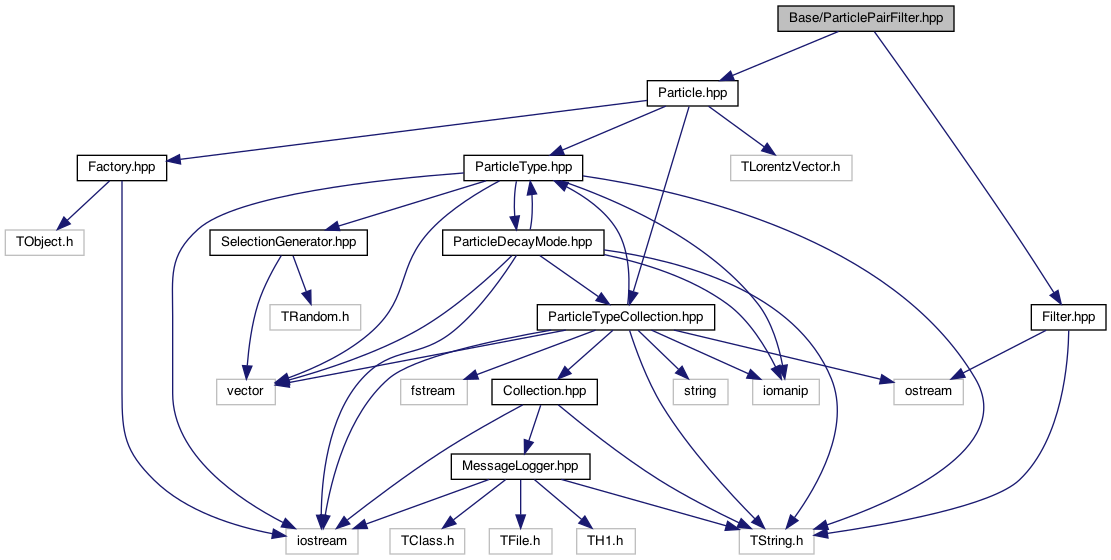 Base/ParticlePairFilter.hpp
Particle.hpp
Factory.hpp
ParticleType.hpp
TLorentzVector.h
TObject.h
SelectionGenerator.hpp
ParticleDecayMode.hpp
TRandom.h
ParticleTypeCollection.hpp
Filter.hpp
vector
fstream
Collection.hpp
string
iomanip
ostream
MessageLogger.hpp
iostream
TClass.h
TFile.h
TH1.h
TString.h